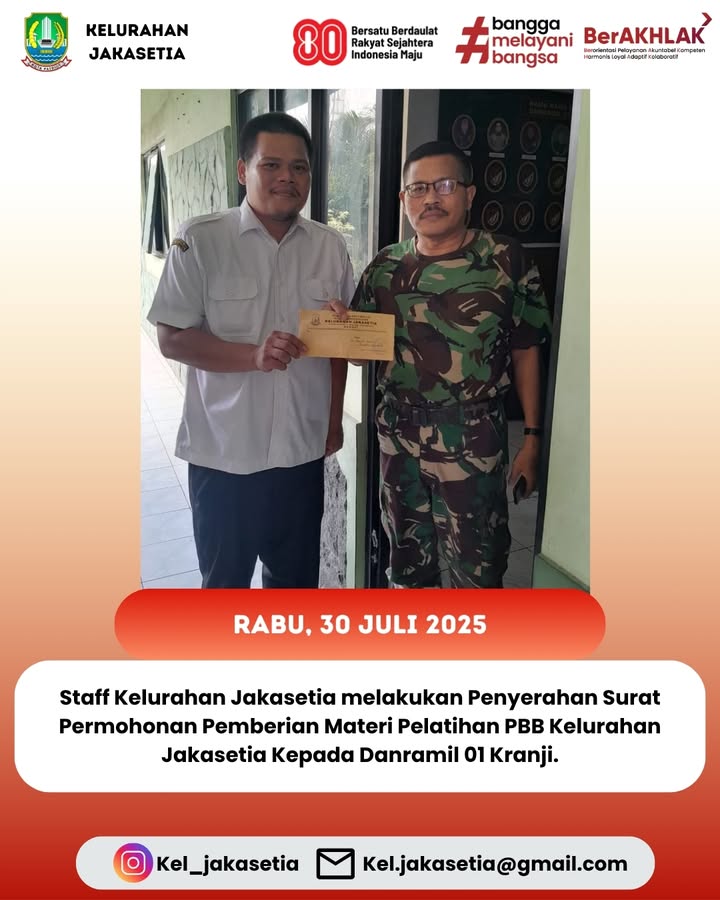 KELURAHAN
JAKASETIA
80
Bersatu Berdaulat
Rakyat Sejahtera
Indonesia Maju
#bangga
melayani
bangsa
BerAKHLAK
Berorientasi Pelayanan Akuntabel Kompeten
Harmonis Loyal Adaptif Kolaboratif
KELURAHAN JAKASETIA
RABU, 30 JULI 2025
Staff Kelurahan Jakasetia melakukan Penyerahan Surat
Permohonan Pemberian Materi Pelatihan PBB Kelurahan
Jakasetia Kepada Danramil 01 Kranji.
Kel_jakasetia
Kel.jakasetia@gmail.com